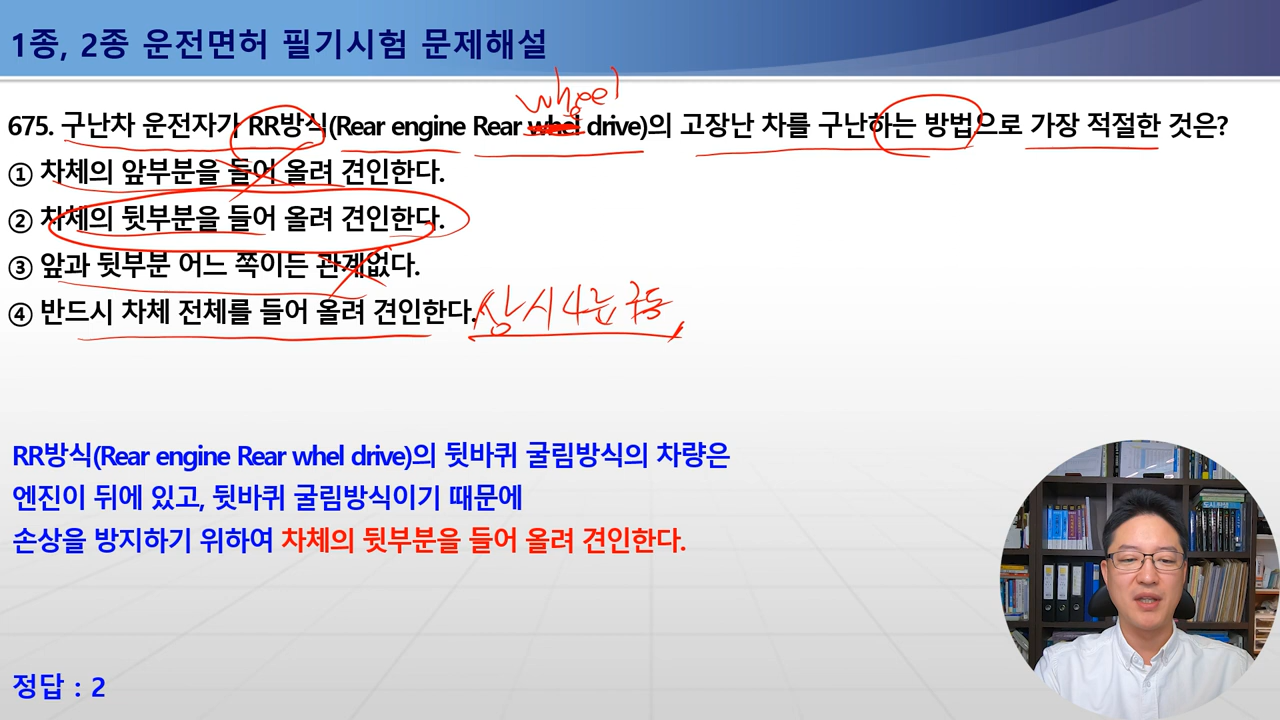 1종, 2종 운전면허 필기시험 문제해설
wheel
675. 구난차 운전자가 RR방식(Rear engine Rear whel drive)의 고장난 차를 구난하는 방법으로 가장 적절한 것은?
① 차체의 앞부분을 들어 올려 견인한다.
② 차체의 뒷부분을 들어 올려 견인한다.
③ 앞과 뒷부분 어느 쪽이든 관계없다.
④ 반드시 차체 전체를 들어 올려 견인한다. 상시 4륜 구동
RR방식(Rear engine Rear whel drive)의 뒷바퀴 굴림방식의 차량은
엔진이 뒤에 있고, 뒷바퀴 굴림방식이기 때문에
손상을 방지하기 위하여 차체의 뒷부분을 들어 올려 견인한다.
정답 : 2